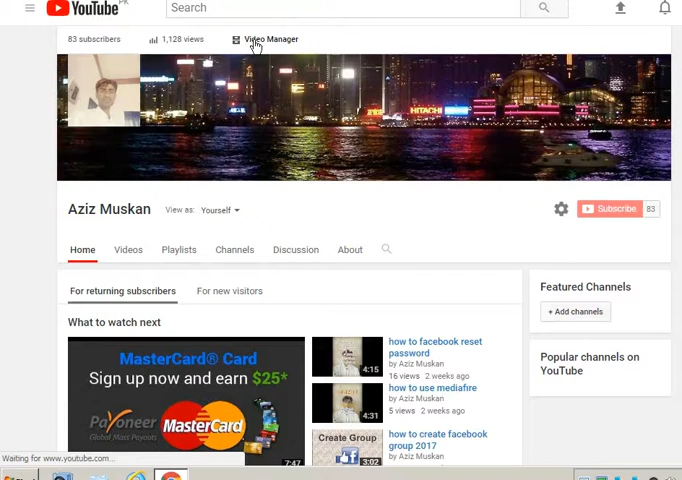 YouTube PK
Search
83 subscribers
1,128 views
Video Manager
HITACHI
Aziz Muskan
View as: Yourself
Subscribe 83
Home
Videos
Playlists
Channels
Discussion
About
For returning subscribers
For new visitors
What to watch next
MasterCard® Card
Sign up now and earn $25*
Payoneer
Global Mass Payouts
MasterCard
7:47
4:15
how to facebook reset
password
by Aziz Muskan
16 views 2 weeks ago
4:31
how to use mediafire
by Aziz Muskan
5 views 2 weeks ago
Create Group
3:02
how to create facebook
group 2017
by Aziz Muskan
Featured Channels
+ Add channels
Popular channels on
YouTube
Waiting for www.youtube.com...